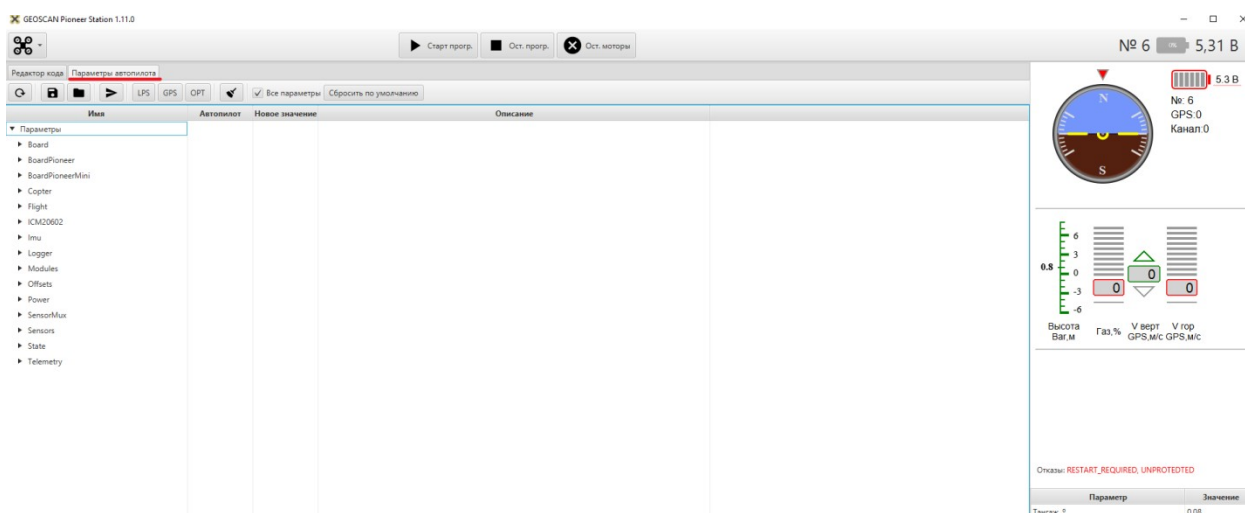 GEOSCAN Pioneer Station 1.11.0
Старт прогр. Ост. прогр. Ост. моторы
№ 6 0% 5,31 В
Редактор кода Параметры автопилота
LPS GPS OPT Все параметры Сбросить по умолчанию
Имя Автопилот Новое значение Описание
Параметры
Board
BoardPioneer
BoardPioneerMini
Copter
Flight
ICM20602
Imu
Logger
Modules
Offsets
Power
SensorMux
Sensors
State
Telemetry
N
S
5.3 В
№: 6
GPS:0
Канал:0
6
3
0.8
0
-3
-6
0
0
0
Высота Bar,м
Газ,%
V верт GPS,м/с
V гор GPS,м/с
Отказы: RESTART_REQUIRED, UNPROTEDTED
Параметр Значение
Тангаж, ° 0.08